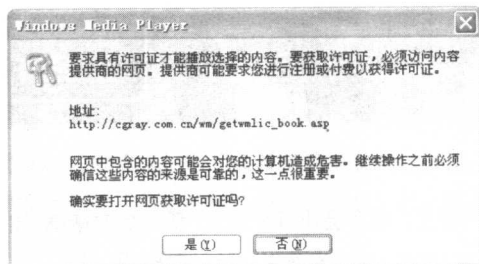 Windows Media Player
要求具有许可证才能播放选择的内容。要获取许可证，必须访问内容
提供商的网页。提供商可能要求您进行注册或付费以获得许可证。
地址:
http://cgray.com.cn/wm/getwmlic_book.asp
网页中包含的内容可能会对您的计算机造成危害。继续操作之前必须
确信这些内容的来源是可靠的，这一点很重要。
确实要打开网页获取许可证吗?
是(Y) 否(N)